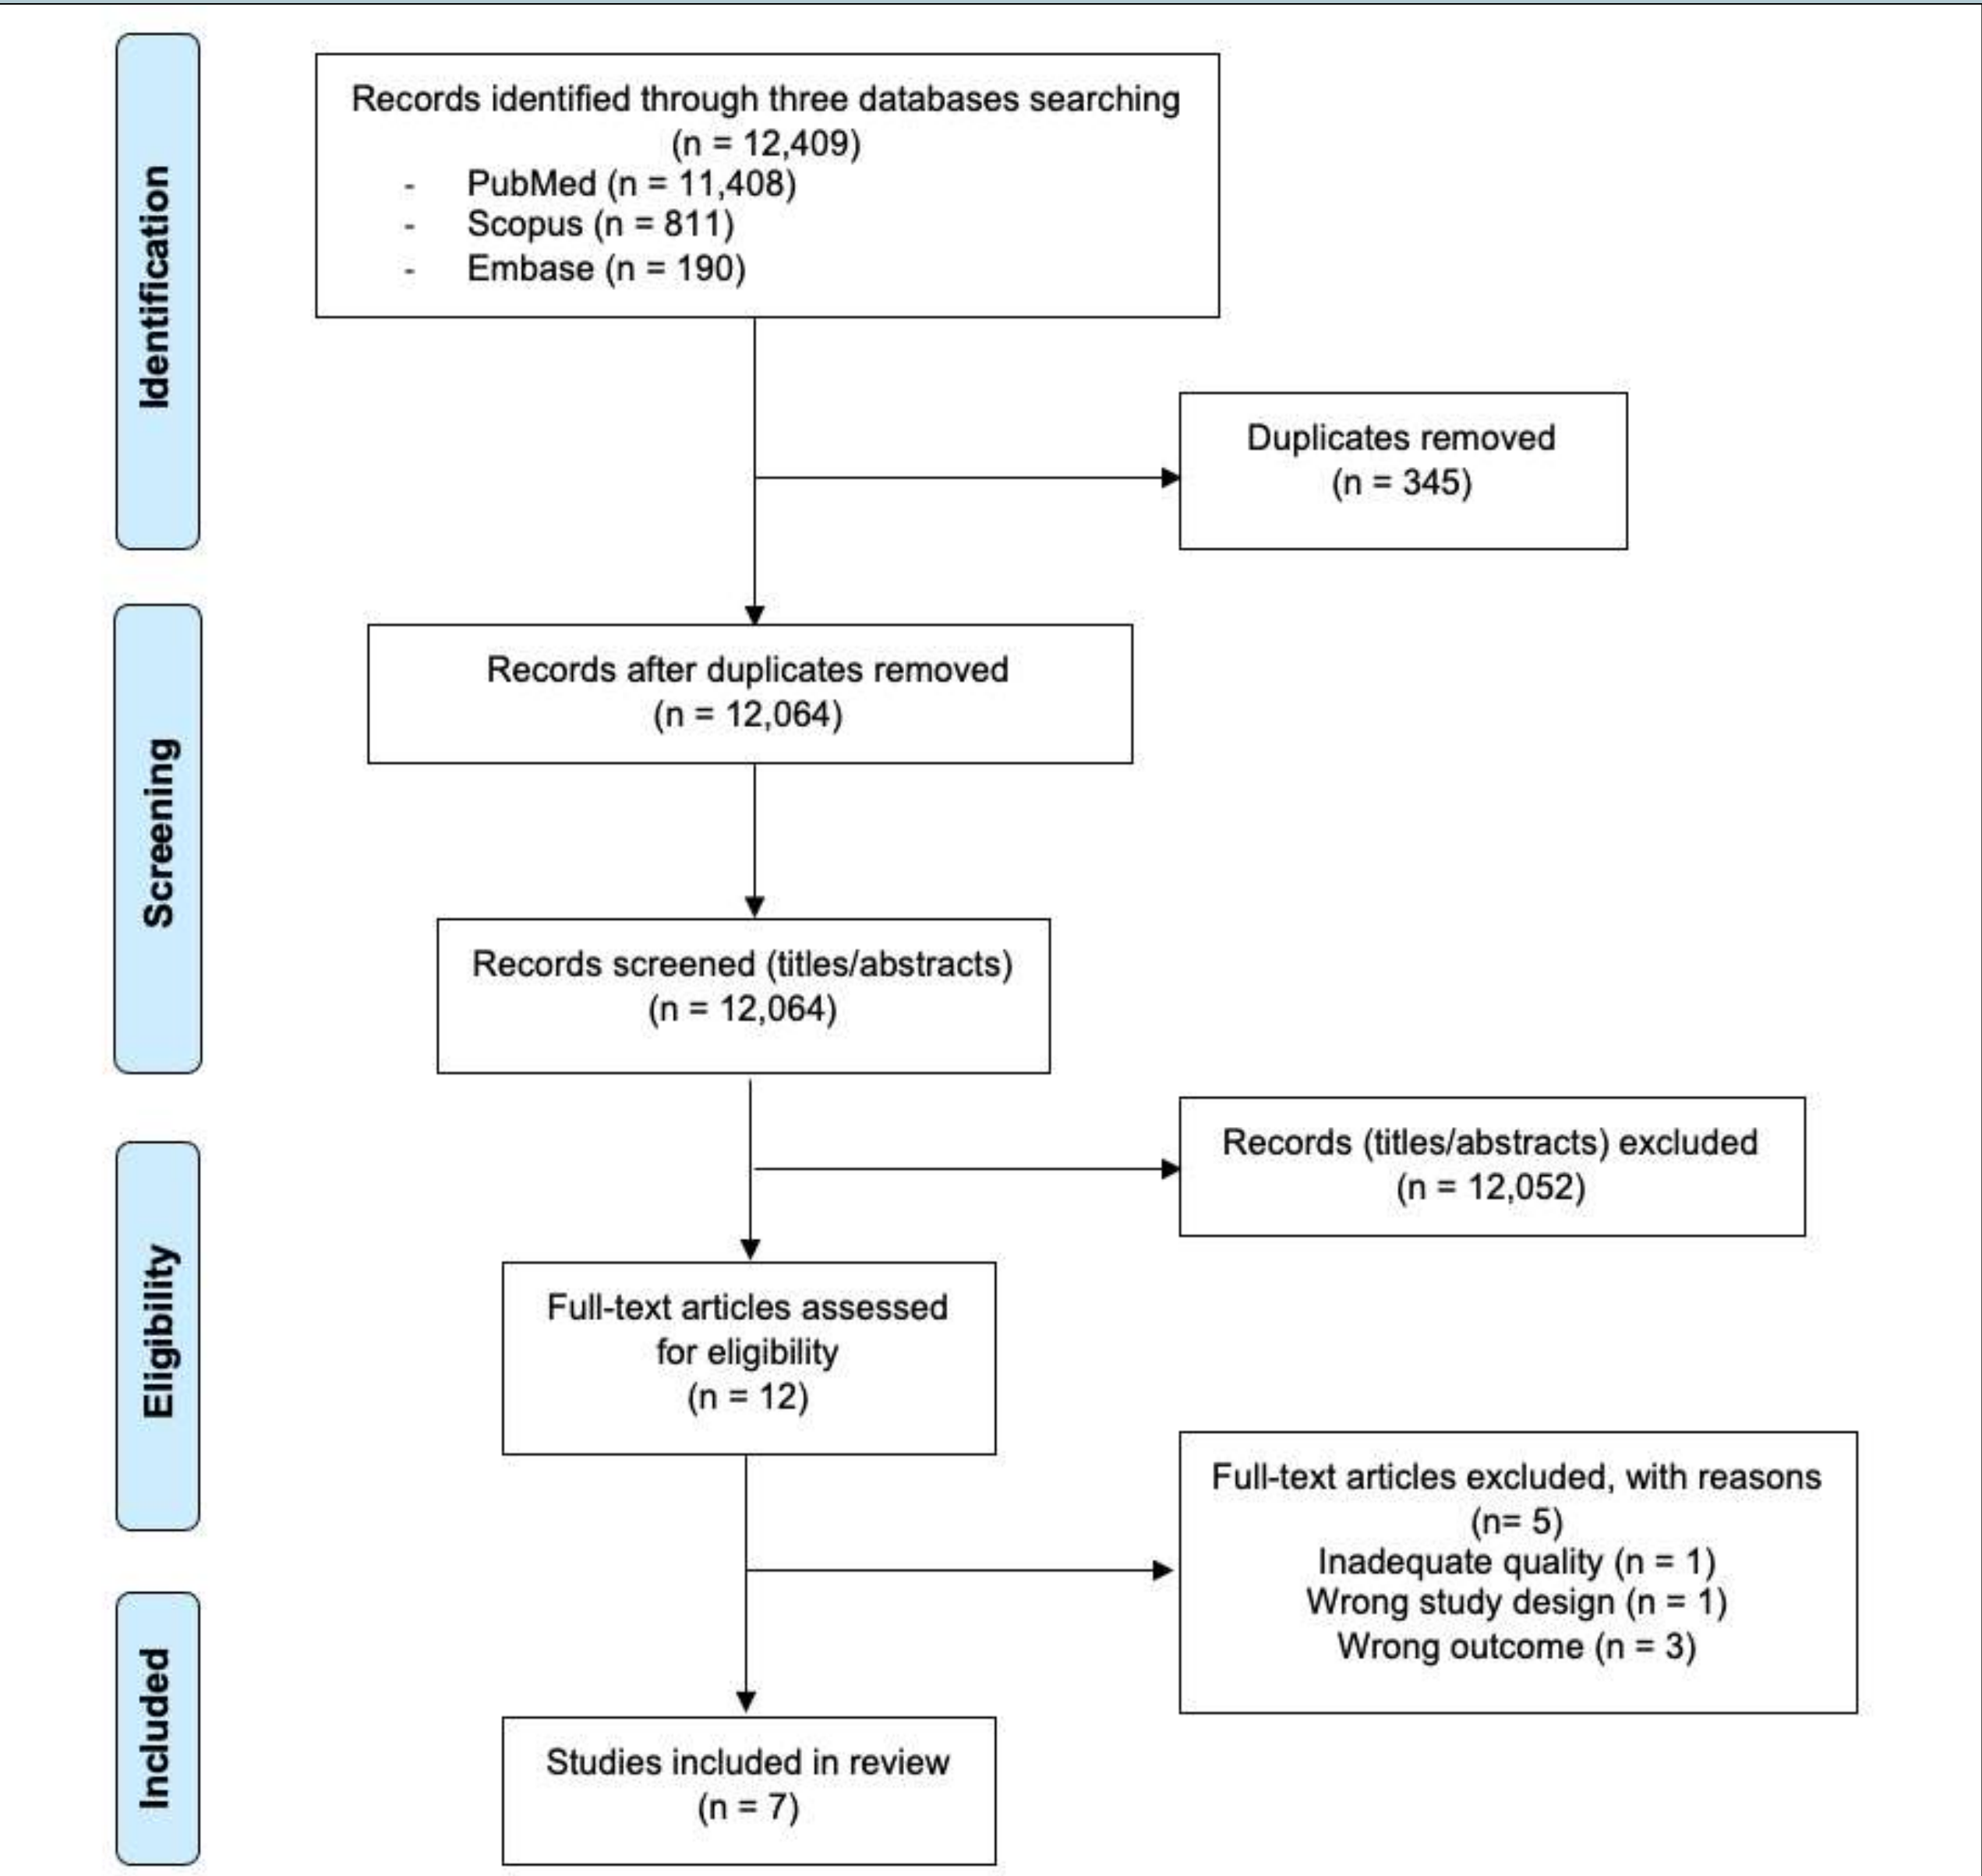 Identification
Records identified through three databases searching
(n = 12,409)
- PubMed (n = 11,408)
- Scopus (n = 811)
- Embase (n = 190)
Duplicates removed
(n = 345)
Screening
Records after duplicates removed
(n = 12,064)
Records screened (titles/abstracts)
(n = 12,064)
Eligibility
Records (titles/abstracts) excluded
(n = 12,052)
Full-text articles assessed
for eligibility
(n = 12)
Full-text articles excluded, with reasons
(n= 5)
Inadequate quality (n = 1)
Wrong study design (n = 1)
Wrong outcome (n = 3)
Included
Studies included in review
(n = 7)